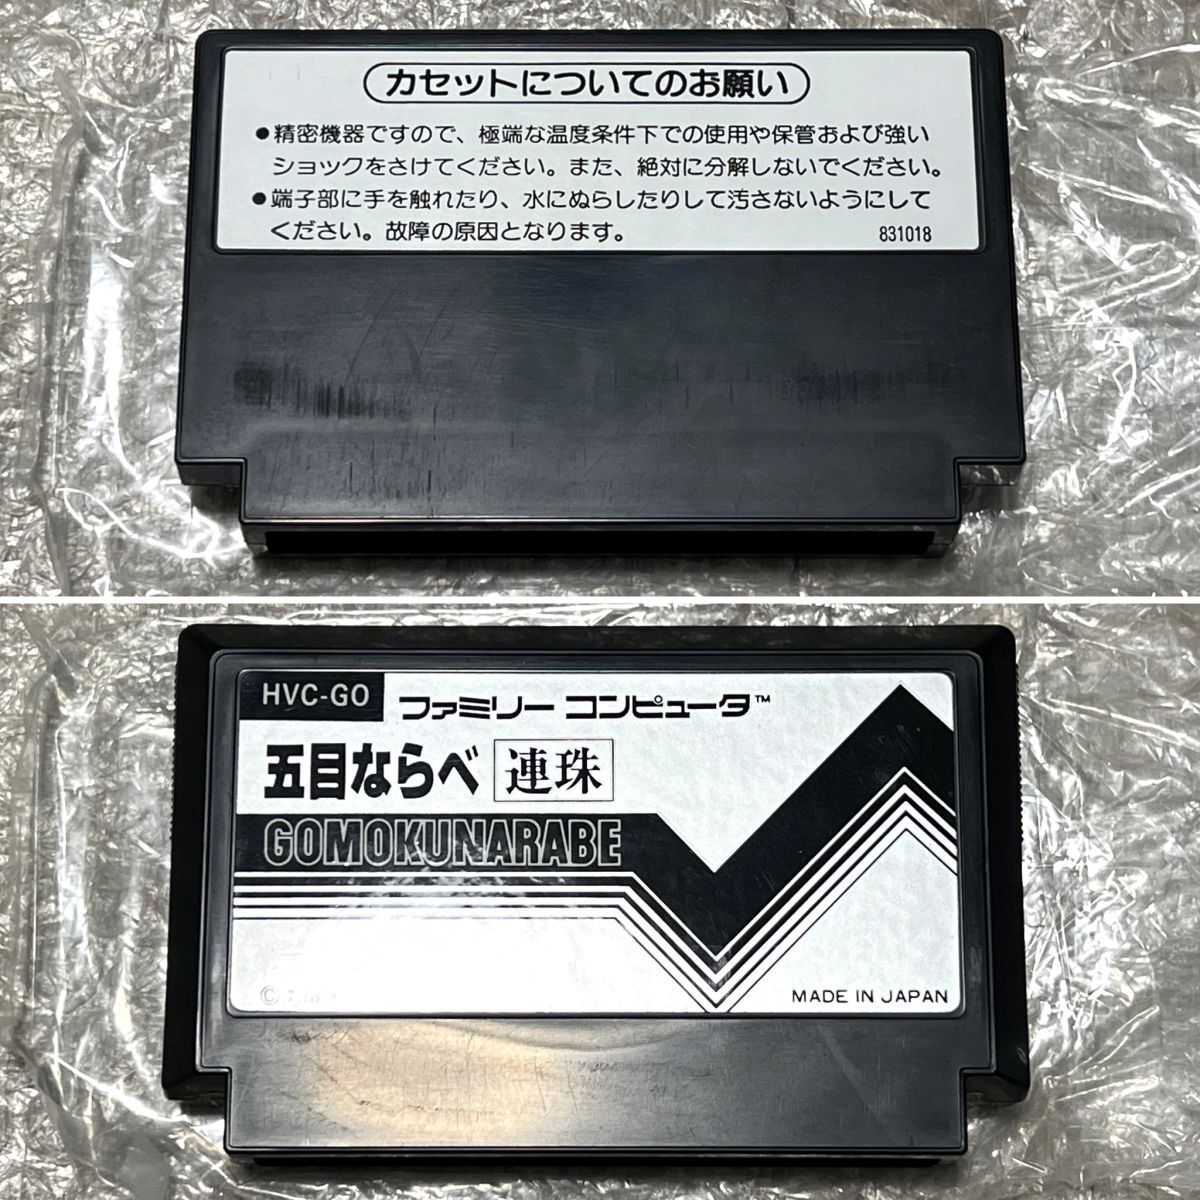 カセットについてのお願い
●精密機器ですので、極端な温度条件下での使用や保管および強い
ショックをさけてください。また、絶対に分解しないでください。
●端子部に手を触れたり、水にぬらしたりして汚さないようにして
ください。故障の原因となります。
831018
HVC-GO
ファミリー コンピュータ™
五目ならべ 連珠
GOMOKUNARABE
©
MADE IN JAPAN